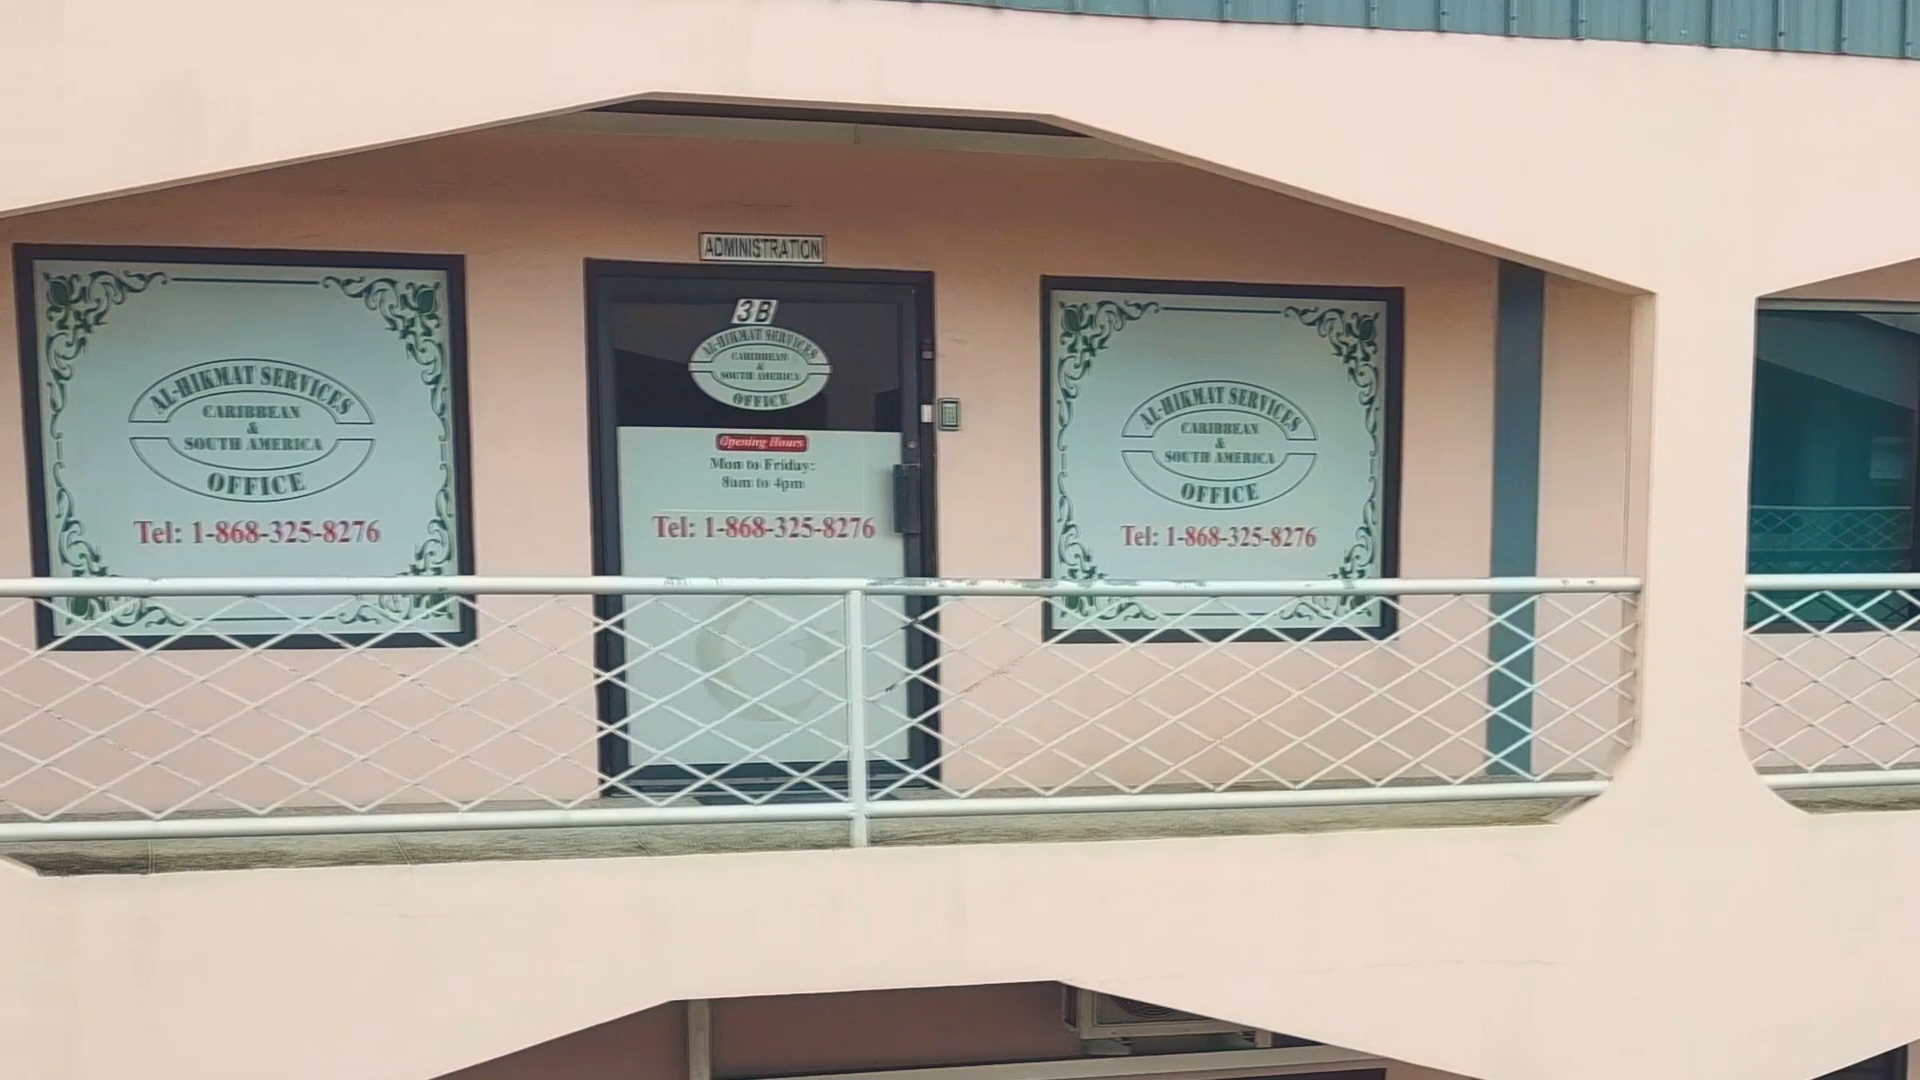 ADMINISTRATION
AL-HIKMAT SERVICES
CARIBBEAN
&
SOUTH AMERICA
OFFICE
Tel: 1-868-325-8276
3B
AL-HIKMAT SERVICES
CARIBBEAN
&
SOUTH AMERICA
OFFICE
Opening Hours
Mon to Friday:
8am to 4pm
Tel: 1-868-325-8276
AL-HIKMAT SERVICES
CARIBBEAN
&
SOUTH AMERICA
OFFICE
Tel: 1-868-325-8276